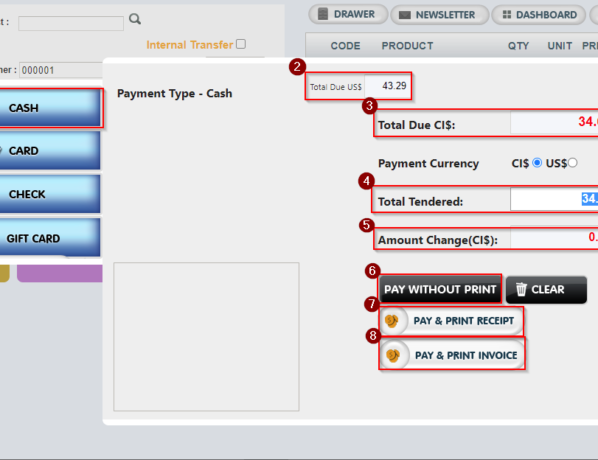 t :
DRAWER NEWSLETTER DASHBOARD
Internal Transfer
CODE PRODUCT QTY UNIT PRI
ner : 000001
2
Total Due US$ 43.29
Payment Type - Cash
CASH
3
Total Due CI$: 34.
CARD
Payment Currency CI$ US$
4
CHECK
Total Tendered: 34.
5
GIFT CARD
Amount Change(CI$): 0.
6
PAY WITHOUT PRINT CLEAR
7
PAY & PRINT RECEIPT
8
PAY & PRINT INVOICE